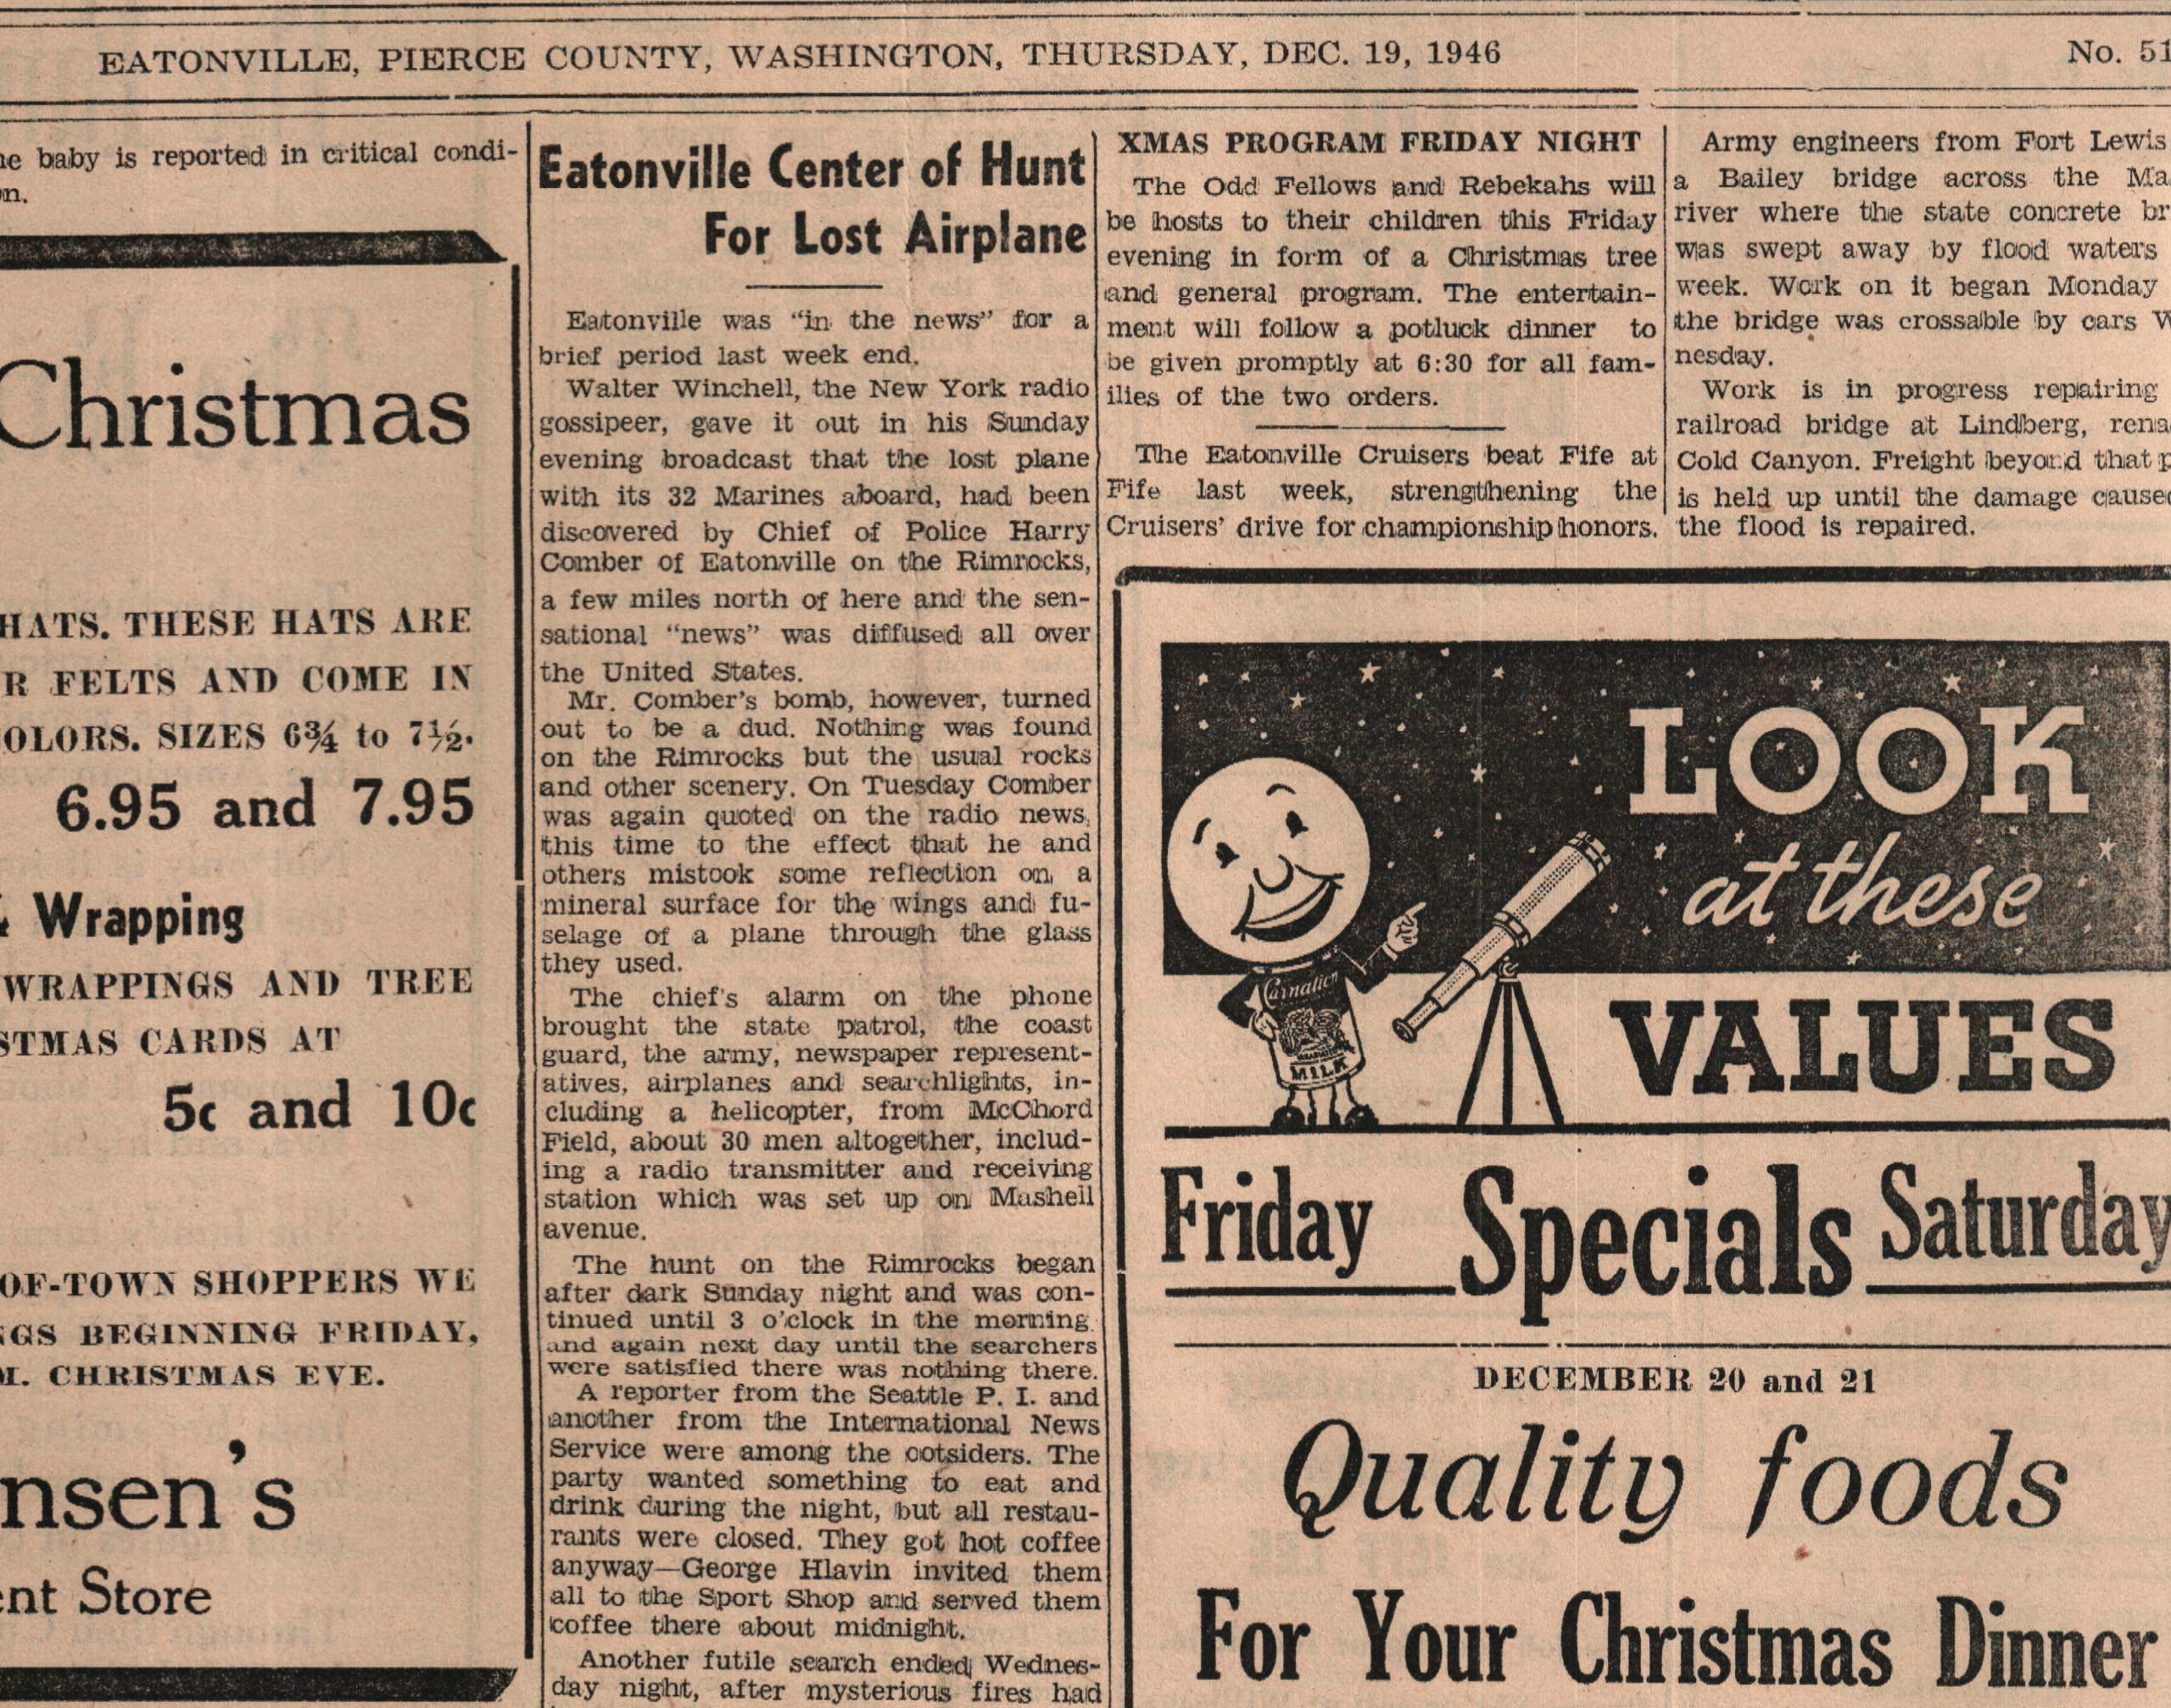 EATONVILLE, PIERCE COUNTY, WASHINGTON, THURSDAY, DEC. 19, 1946
No. 51
baby is reported in critical condi-
Christmas
HATS. THESE HATS ARE
FELTS AND COME IN
SIZES 6¾ to 7½.
6.95 and 7.95
& Wrapping
WRAPPINGS AND TREE
CARDS AT
5c and 10c
OF-TOWN SHOPPERS WE
BEGINNING FRIDAY,
CHRISTMAS EVE.
nsen's
Store
Eatonville Center of Hunt
For Lost Airplane
Eatonville was "in the news" for a
brief period last week end.
Walter Winchell, the New York radio
gossipeer, gave it out in his Sunday
evening broadcast that the lost plane
with its 32 Marines aboard, had been
discovered by Chief of Police Harry
Comber of Eatonville on the Rimrocks,
a few miles north of here and the sen-
sational "news" was diffused all over
the United States.
Mr. Comber's bomb, however, turned
out to be a dud. Nothing was found
on the Rimrocks but the usual rocks
and other scenery. On Tuesday Comber
was again quoted on the radio news,
this time to the effect that he and
others mistook some reflection on a
mineral surface for the wings and fu-
selage of a plane through the glass
they used.
The chief's alarm on the phone
brought the state patrol, the coast
guard, the army, newspaper represent-
atives, airplanes and searchlights, in-
cluding a helicopter, from McChord
Field, about 30 men altogether, includ-
ing a radio transmitter and receiving
station which was set up on Mashell
avenue.
The hunt on the Rimrocks began
after dark Sunday night and was con-
tinued until 3 o'clock in the morning
and again next day until the searchers
were satisfied there was nothing there.
A reporter from the Seattle P. I. and
another from the International News
Service were among the ootsiders. The
party wanted something to eat and
drink during the night, but all restau-
rants were closed. They got hot coffee
anyway—George Hlavin invited them
all to the Sport Shop and served them
coffee there about midnight.
Another futile search ended Wednes-
day night, after mysterious fires had
XMAS PROGRAM FRIDAY NIGHT
The Odd Fellows and Rebekahs will
be hosts to their children this Friday
evening in form of a Christmas tree
and general program. The entertain-
ment will follow a potluck dinner to
be given promptly at 6:30 for all fam-
ilies of the two orders.
The Eatonville Cruisers beat Fife at
Fife last week, strengthening the
Cruisers' drive for championship honors.
Army engineers from Fort Lewis
a Bailey bridge across the Ma
river where the state concrete br
was swept away by flood waters
week. Work on it began Monday
the bridge was crossable by cars W
nesday.
Work is in progress repairing
railroad bridge at Lindberg, rena
Cold Canyon. Freight beyond that p
is held up until the damage cause
the flood is repaired.
LOOK
at these
VALUES
Carnation
MILK
Friday Specials Saturday
DECEMBER 20 and 21
Quality foods
For Your Christmas Dinner